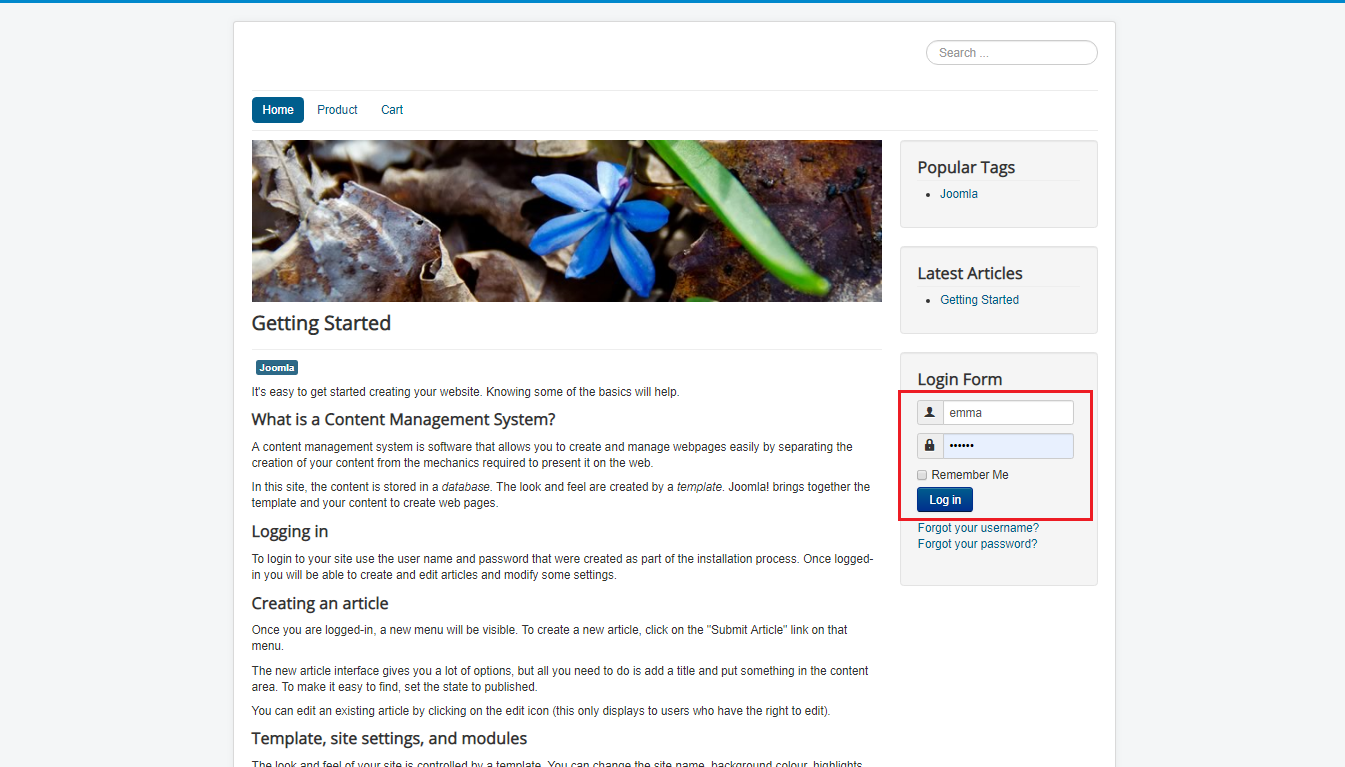 Search ...
Home Product Cart
Getting Started
Joomla
It's easy to get started creating your website. Knowing some of the basics will help.
What is a Content Management System?
A content management system is software that allows you to create and manage webpages easily by separating the
creation of your content from the mechanics required to present it on the web.
In this site, the content is stored in a database. The look and feel are created by a template. Joomla! brings together the
template and your content to create web pages.
Logging in
To login to your site use the user name and password that were created as part of the installation process. Once logged-
in you will be able to create and edit articles and modify some settings.
Creating an article
Once you are logged-in, a new menu will be visible. To create a new article, click on the "Submit Article" link on that
menu.
The new article interface gives you a lot of options, but all you need to do is add a title and put something in the content
area. To make it easy to find, set the state to published.
You can edit an existing article by clicking on the edit icon (this only displays to users who have the right to edit).
Template, site settings, and modules
The look and feel of your site is controlled by a template. You can change the site name, background colour, highlights
Popular Tags
Joomla
Latest Articles
Getting Started
Login Form
emma
••••••
Remember Me
Log in
Forgot your username?
Forgot your password?